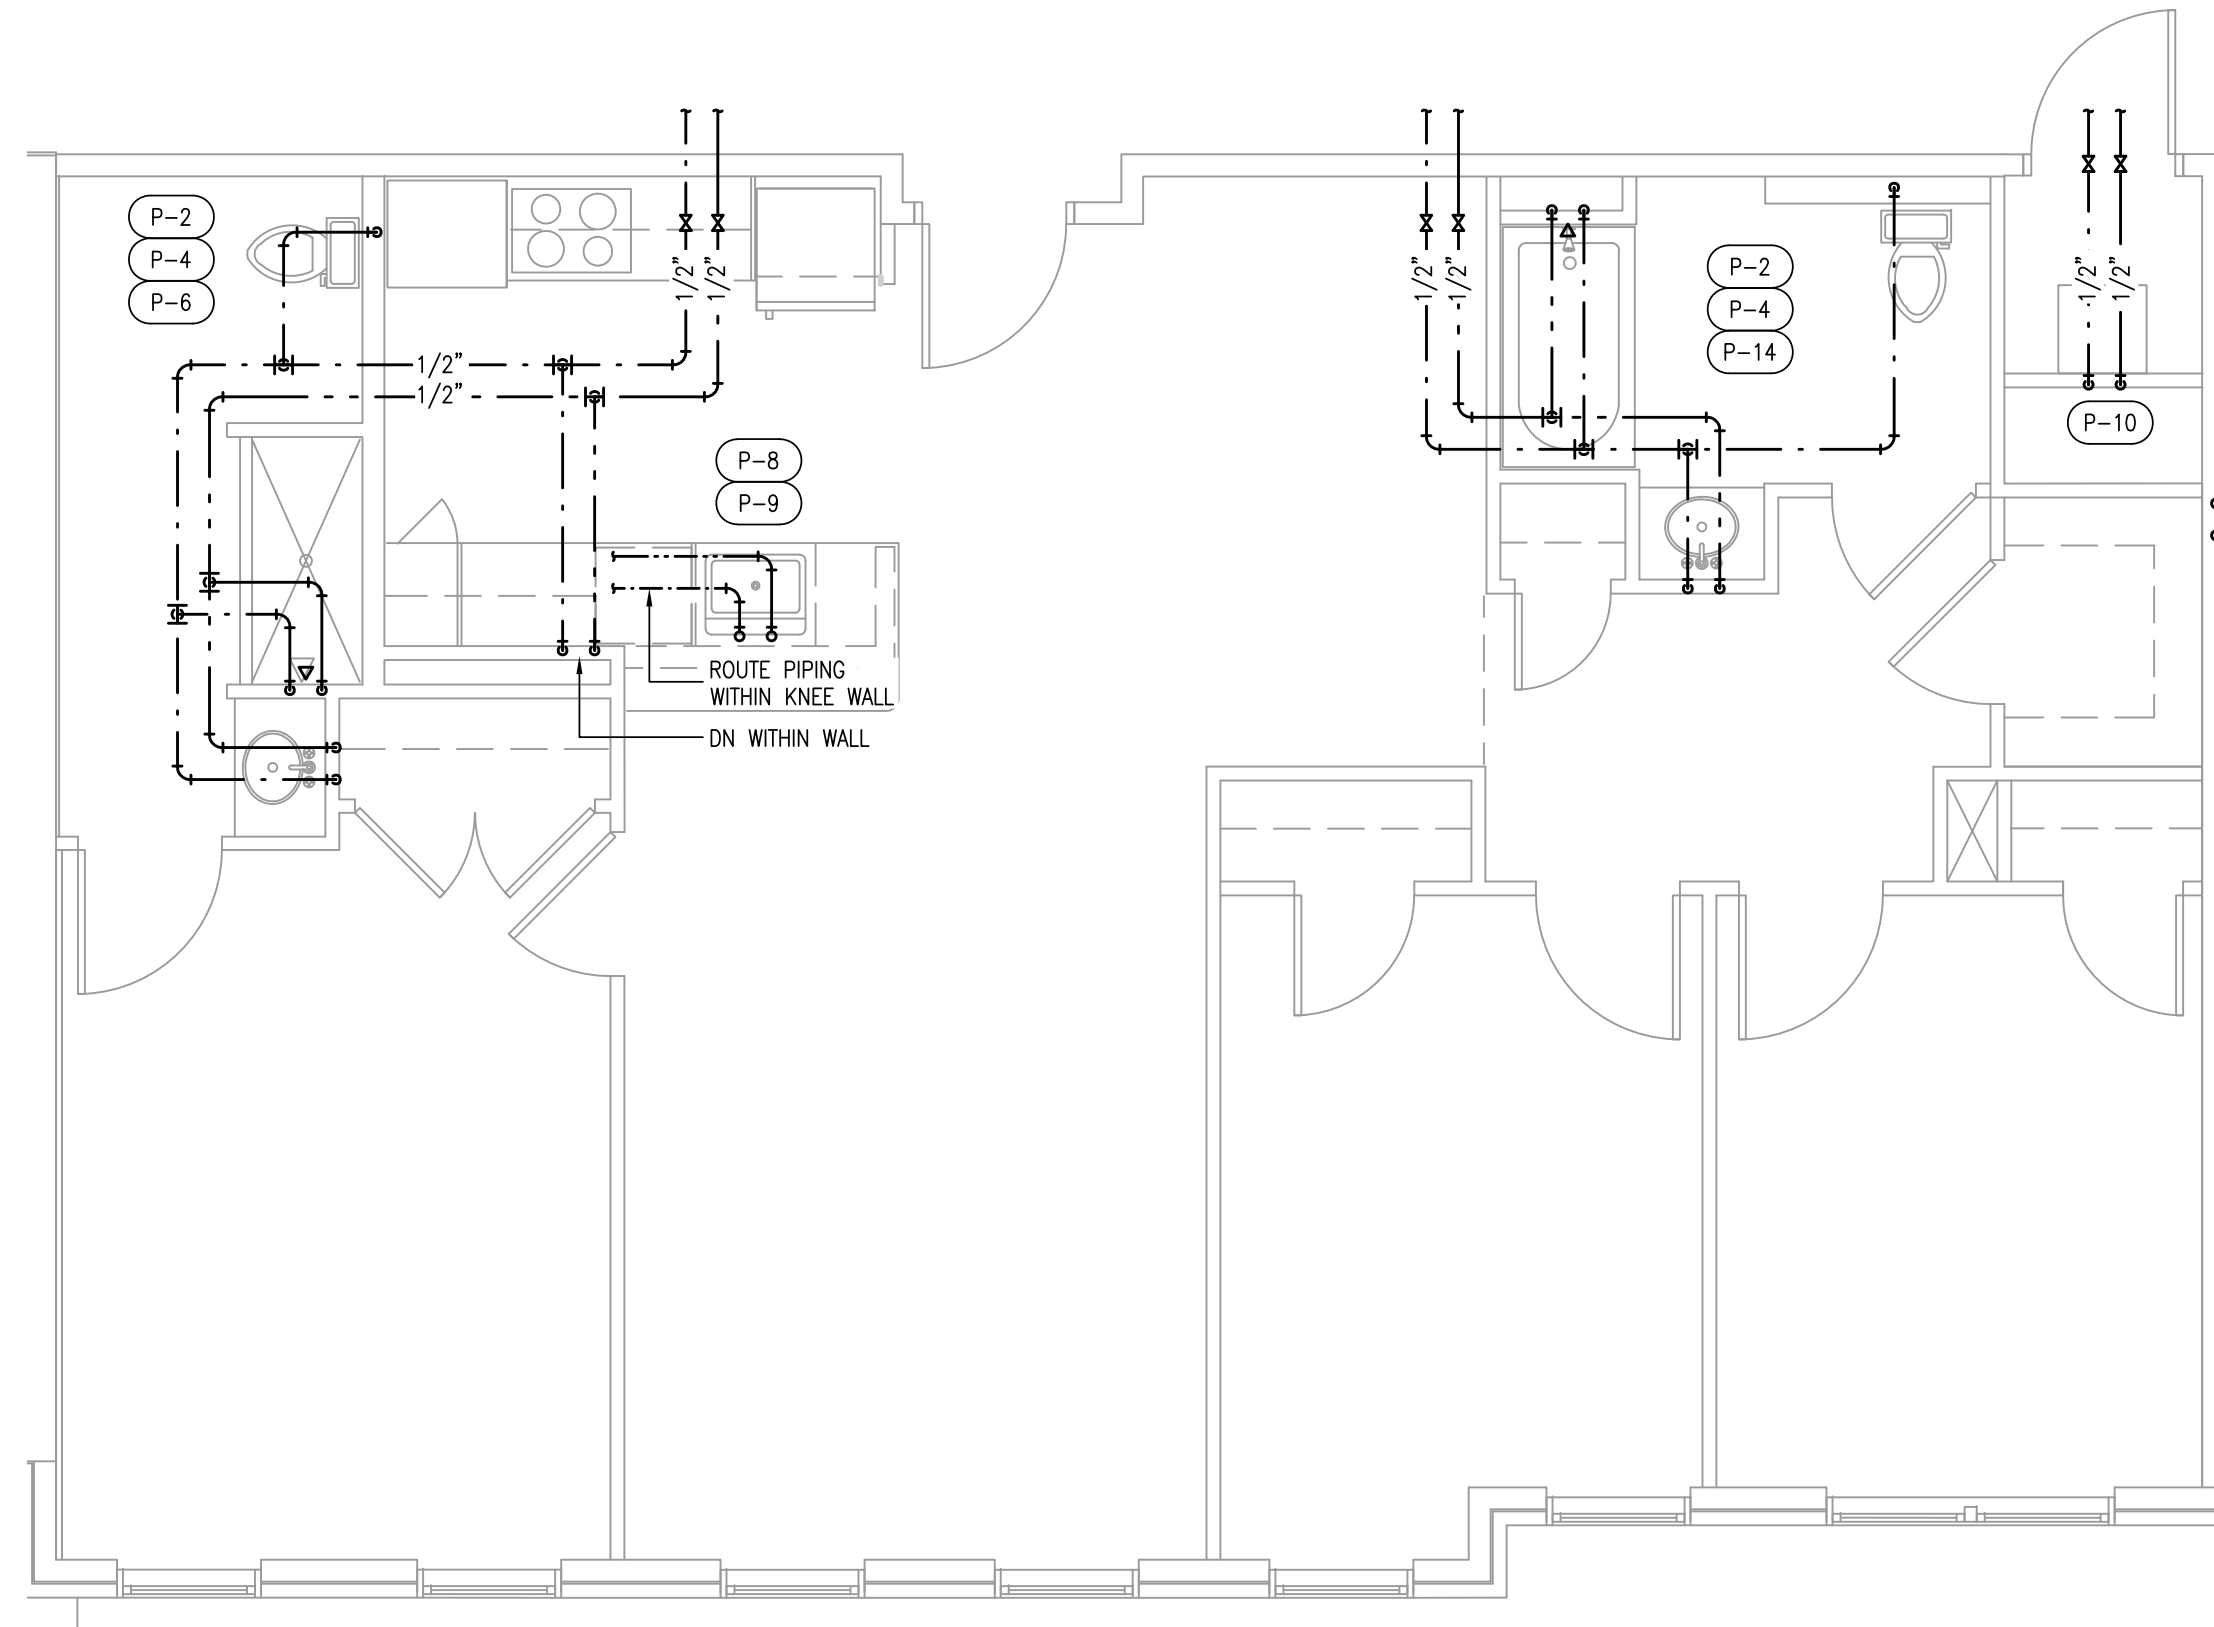 P-2
P-4
P-6
1/2"
1/2"
1/2"
1/2"
P-8
P-9
ROUTE PIPING
WITHIN KNEE WALL
DN WITHIN WALL
1/2"
1/2"
P-2
P-4
P-14
1/2"
1/2"
P-10